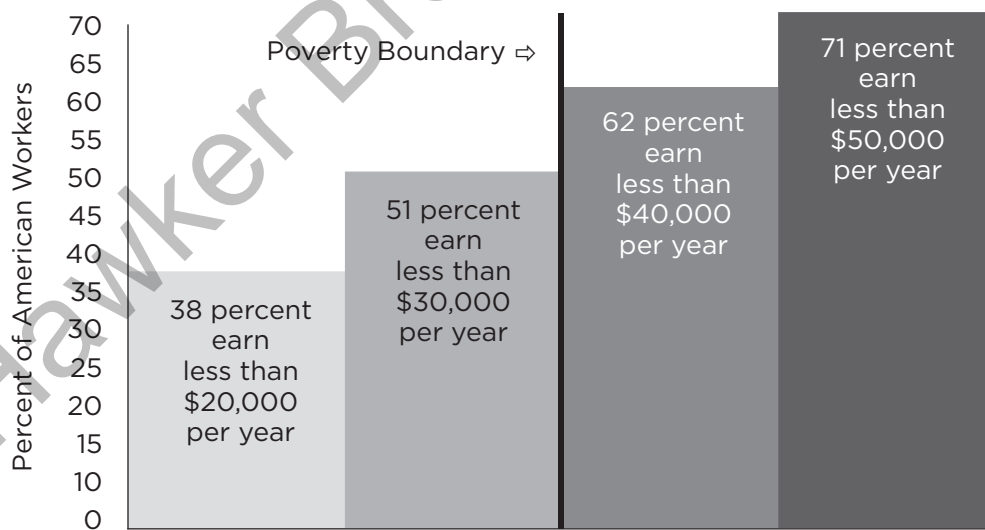 70
65
60
55
50
45
40
35
30
25
20
15
10
0
Percent of American Workers
Poverty Boundary ⇨
38 percent
earn
less than
$20,000
per year
51 percent
earn
less than
$30,000
per year
62 percent
earn
less than
$40,000
per year
71 percent
earn
less than
$50,000
per year
Hawker